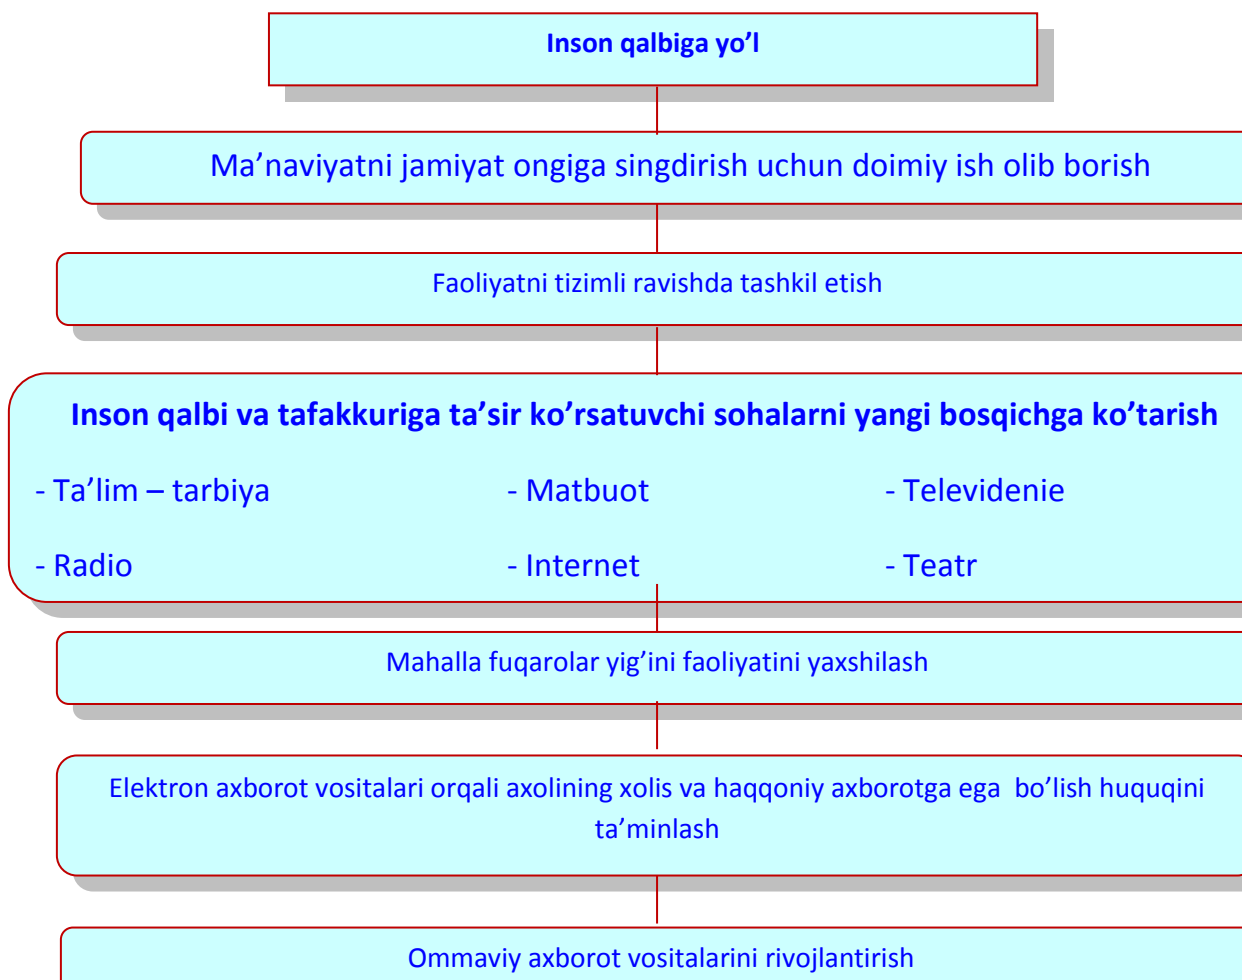 Inson qalbiga yo’l
Ma’naviyatni jamiyat ongiga singdirish uchun doimiy ish olib borish
Faoliyatni tizimli ravishda tashkil etish
Inson qalbi va tafakkuriga ta’sir ko’rsatuvchi sohalarni yangi bosqichga ko’tarish
- Ta’lim – tarbiya - Matbuot - Televidenie
- Radio - Internet - Teatr
Mahalla fuqarolar yig’ini faoliyatini yaxshilash
Elektron axborot vositalari orqali axolining xolis va haqqoniy axborotga ega bo’lish huquqini
ta’minlash
Ommaviy axborot vositalarini rivojlantirish